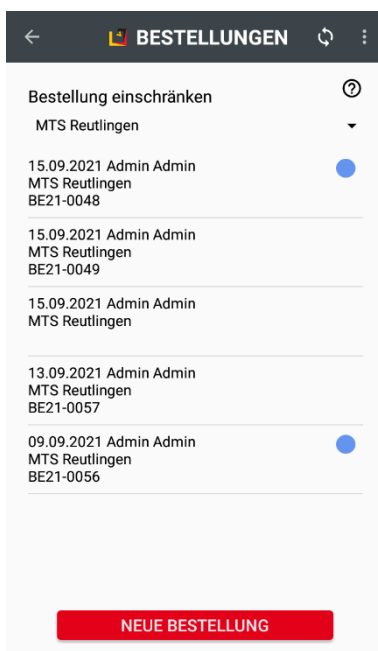 BESTELLUNGEN
Bestellung einschränken
MTS Reutlingen
15.09.2021 Admin Admin
MTS Reutlingen
BE21-0048
15.09.2021 Admin Admin
MTS Reutlingen
BE21-0049
15.09.2021 Admin Admin
MTS Reutlingen
13.09.2021 Admin Admin
MTS Reutlingen
BE21-0057
09.09.2021 Admin Admin
MTS Reutlingen
BE21-0056
NEUE BESTELLUNG